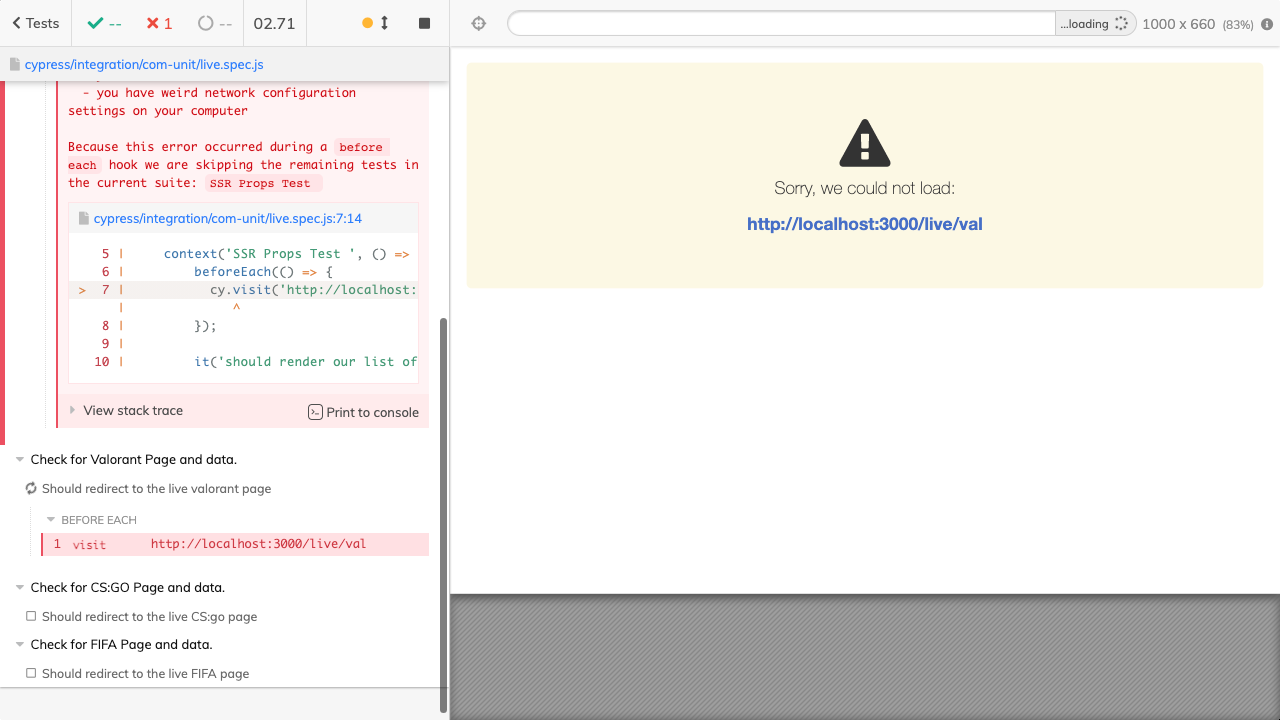 Tests
--
1
--
02.71
...loading
1000 x 660 (83%)
cypress/integration/com-unit/live.spec.js
- you have weird network configuration
settings on your computer
Because this error occurred during a before
each hook we are skipping the remaining tests in
the current suite: SSR Props Test
cypress/integration/com-unit/live.spec.js:7:14
5 | context('SSR Props Test ', () =>
6 | beforeEach(() => {
> 7 | cy.visit('http://localhost:
| ^
8 | });
9 |
10 | it('should render our list of
View stack trace
Print to console
Check for Valorant Page and data.
Should redirect to the live valorant page
BEFORE EACH
1 visit http://localhost:3000/live/val
Check for CS:GO Page and data.
Should redirect to the live CS:go page
Check for FIFA Page and data.
Should redirect to the live FIFA page
Sorry, we could not load:
http://localhost:3000/live/val